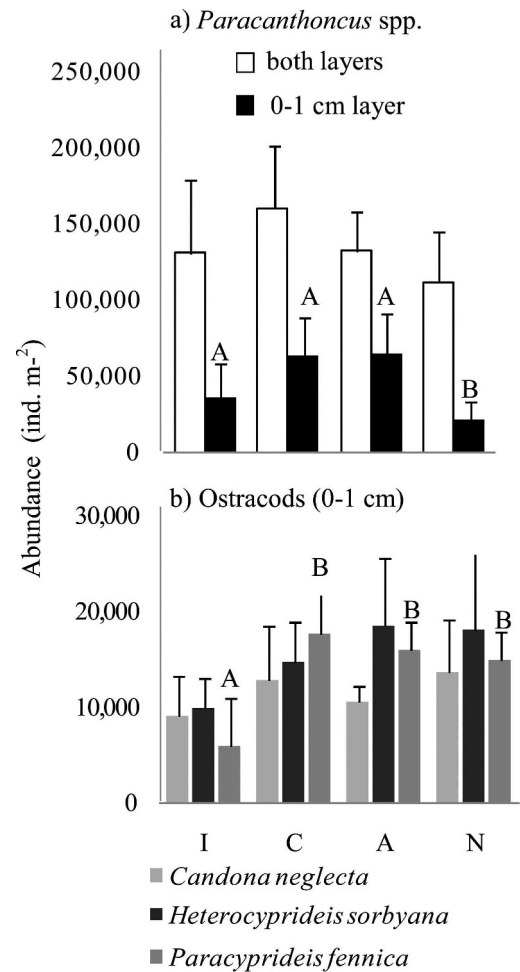 a) Paracanthoncus spp.
both layers
0-1 cm layer
250,000
200,000
150,000
100,000
50,000
0
A
A
A
B
Abundance (ind. m-2)
b) Ostracods (0-1 cm)
30,000
20,000
10,000
0
A
B
B
B
I C A N
Candona neglecta
Heterocyprideis sorbyana
Paracyprideis fennica